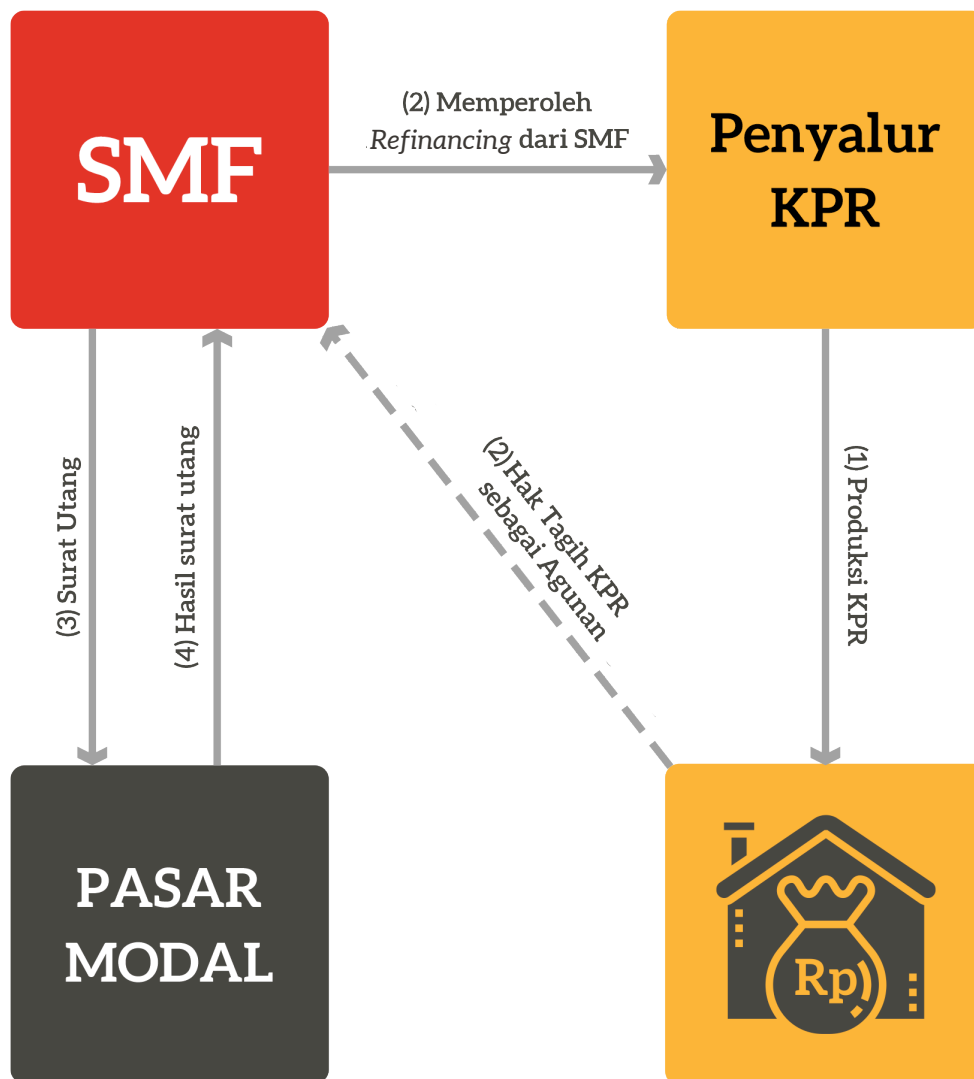 SMF
(2) Memperoleh
Refinancing dari SMF
Penyalur
KPR
(3) Surat Utang
(4) Hasil surat utang
(2)Hak Tagih KPR
sebagai Agunan
(1) Produksi KPR
PASAR
MODAL
Rp